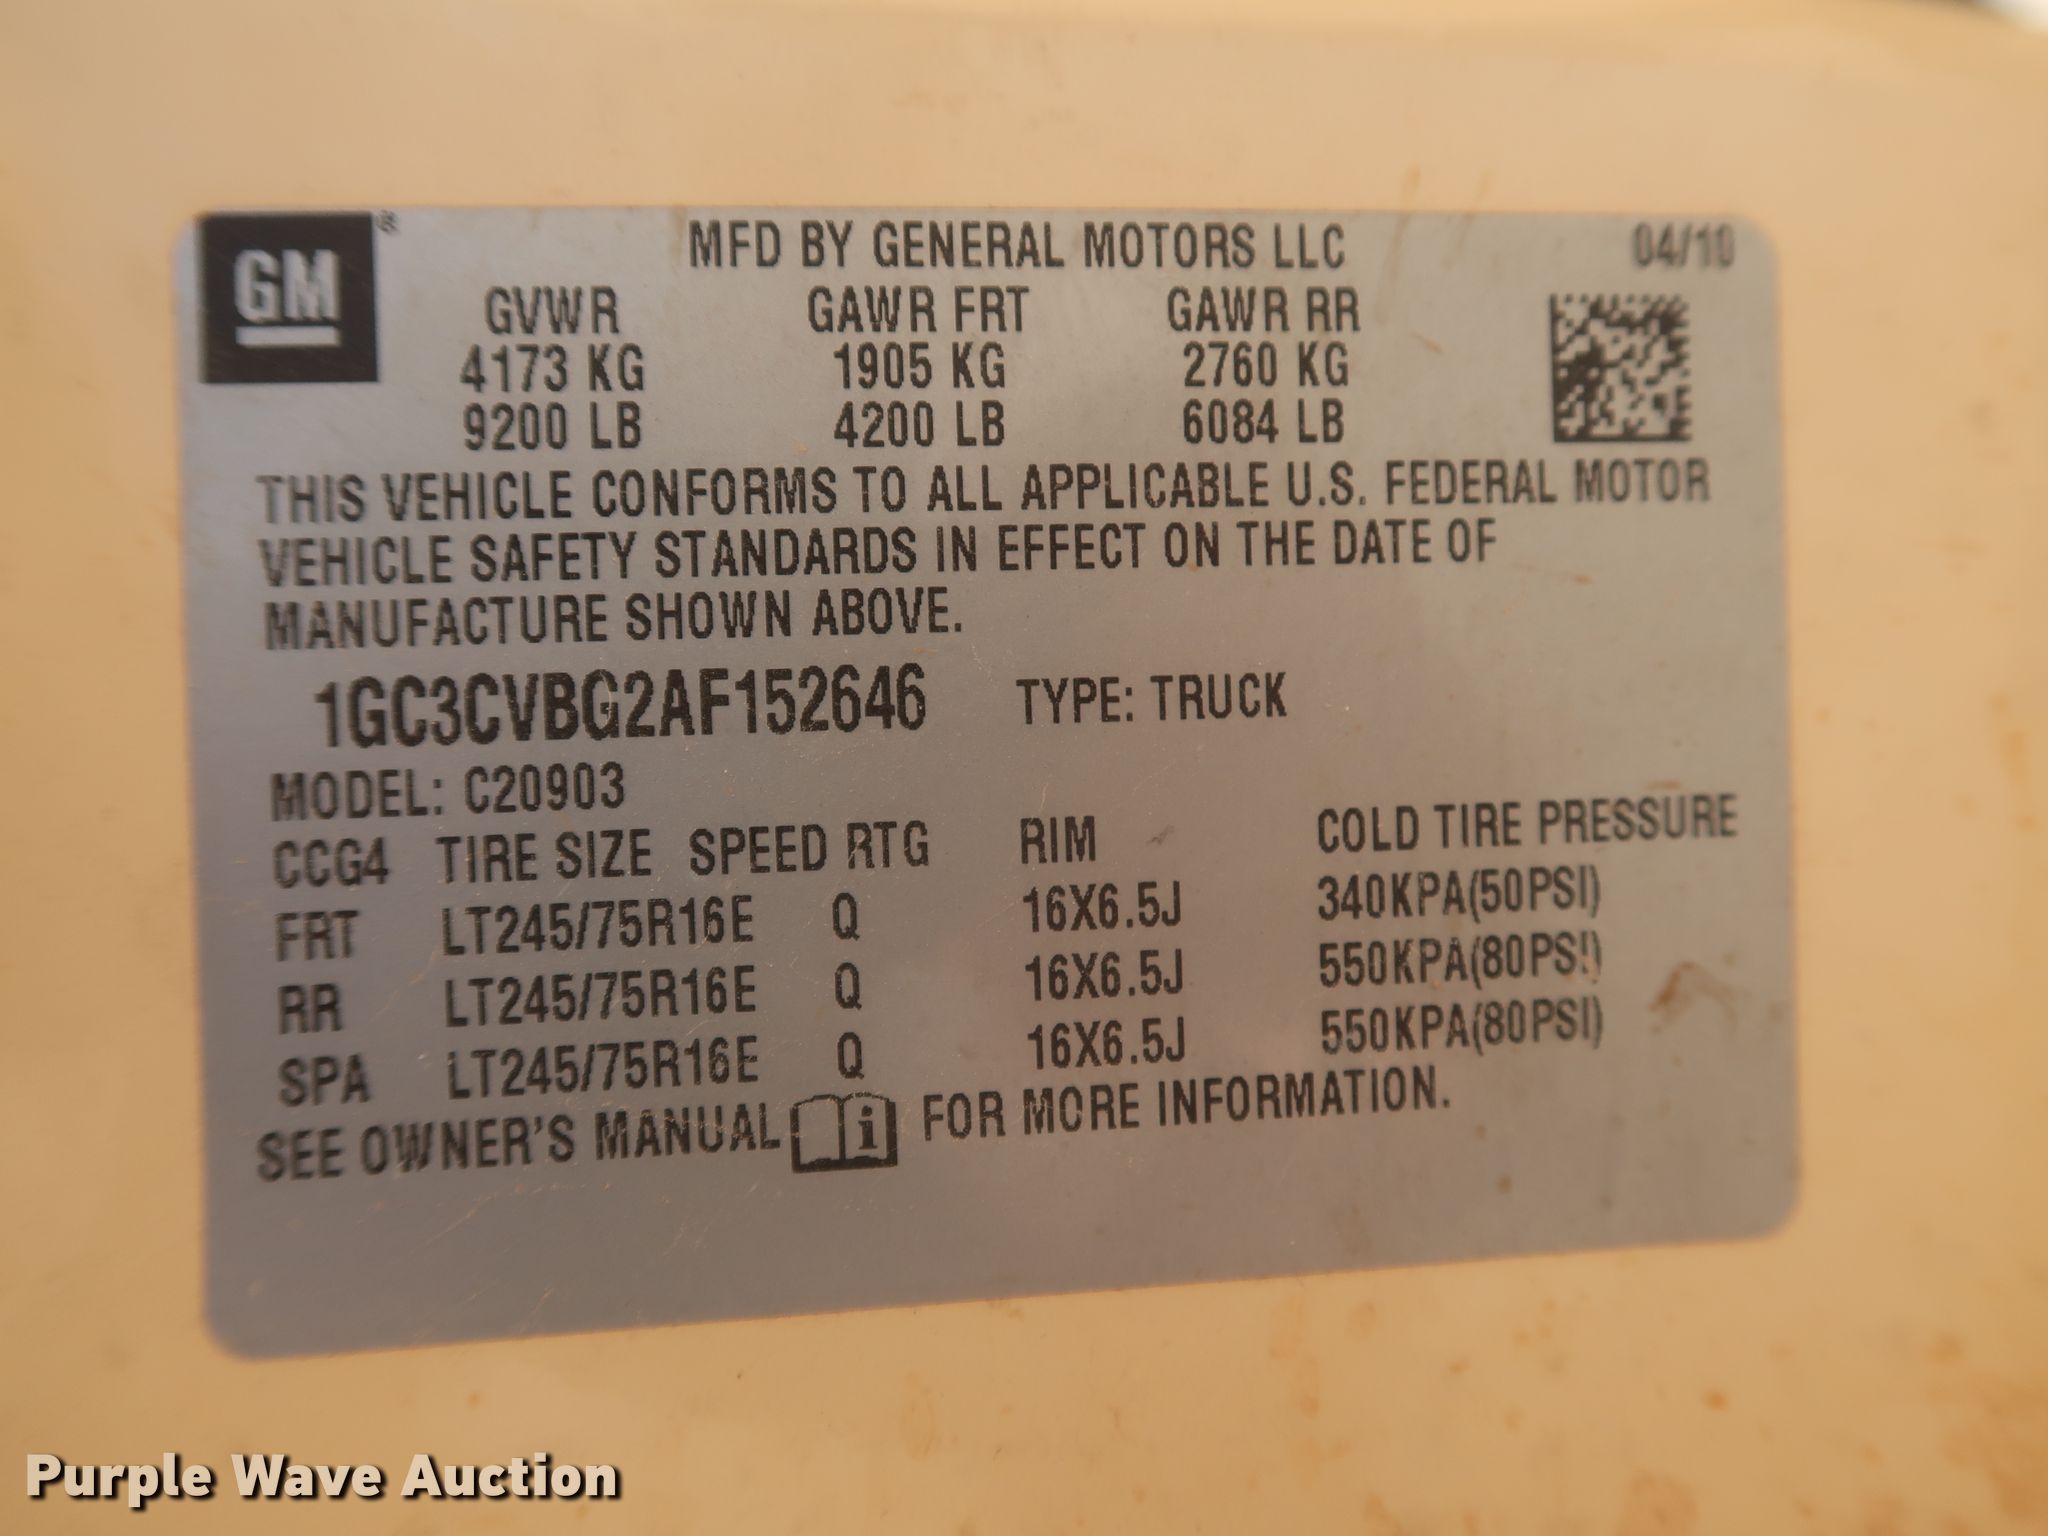 GM®
MFD BY GENERAL MOTORS LLC 04/10
GVWR GAWR FRT GAWR RR
4173 KG 1905 KG 2760 KG
9200 LB 4200 LB 6084 LB
THIS VEHICLE CONFORMS TO ALL APPLICABLE U.S. FEDERAL MOTOR
VEHICLE SAFETY STANDARDS IN EFFECT ON THE DATE OF
MANUFACTURE SHOWN ABOVE.
1GC3CVBG2AF152646 TYPE: TRUCK
MODEL: C20903
CCG4 TIRE SIZE SPEED RTG RIM COLD TIRE PRESSURE
FRT LT245/75R16E Q 16X6.5J 340KPA(50PSI)
RR LT245/75R16E Q 16X6.5J 550KPA(80PSI)
SPA LT245/75R16E Q 16X6.5J 550KPA(80PSI)
SEE OWNER'S MANUAL i FOR MORE INFORMATION.
Purple Wave Auction